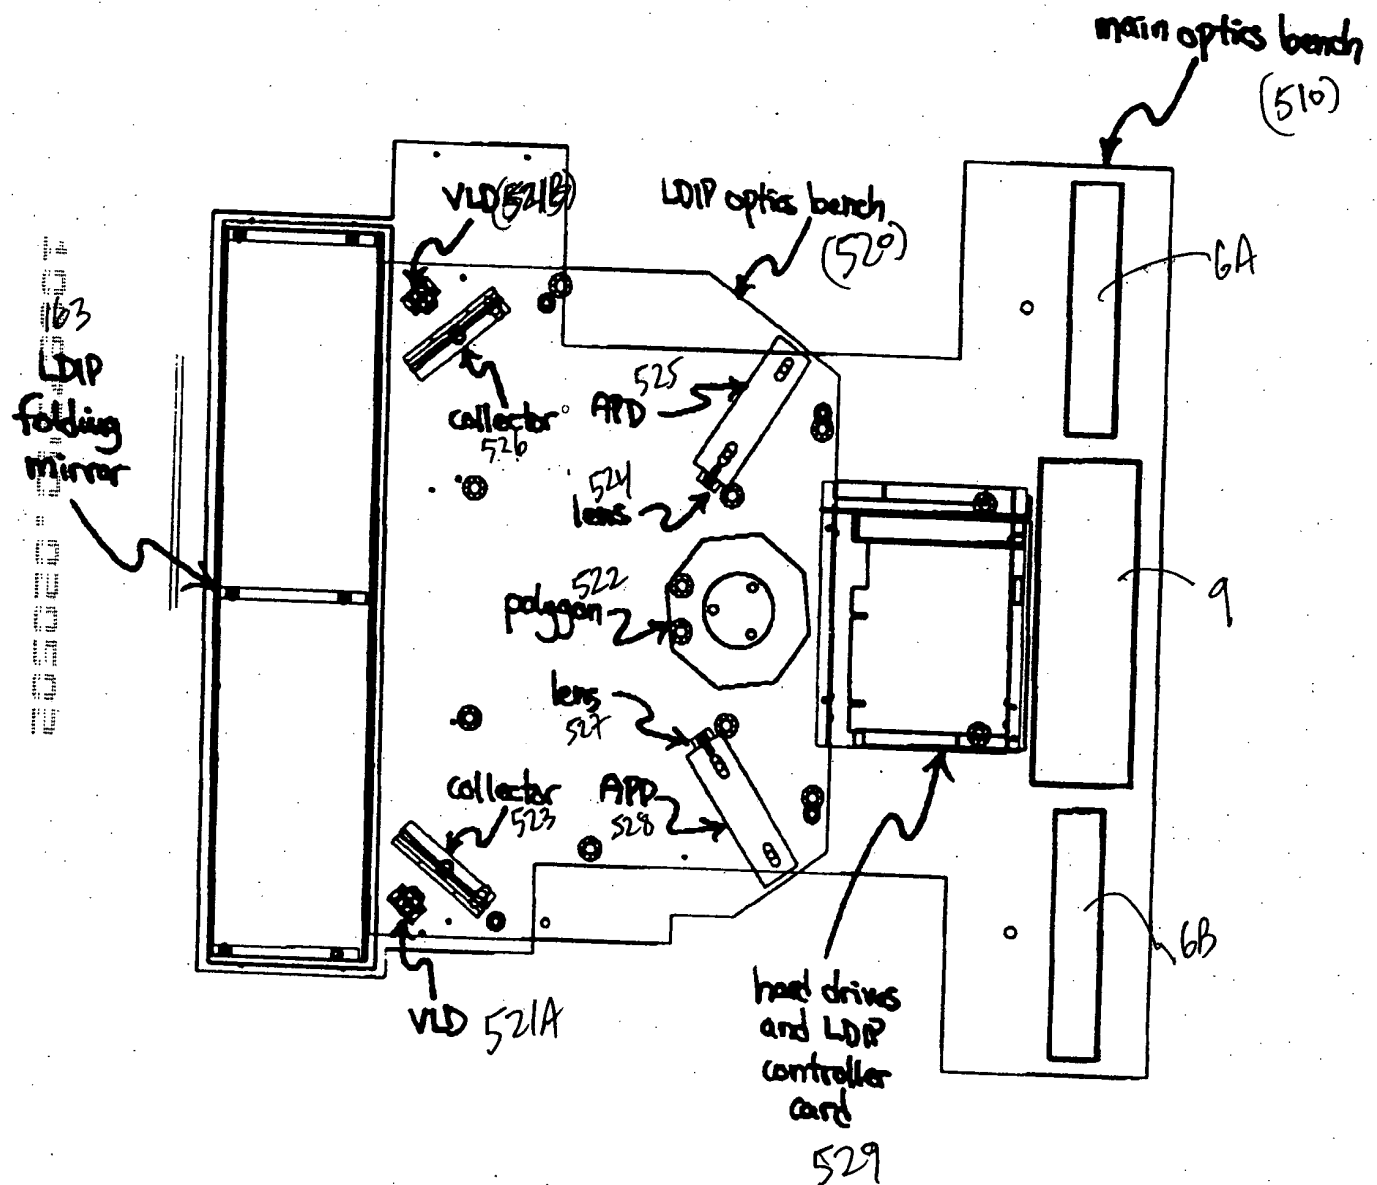 main optics bench
(510)
VLD (521B)
LDIP optics bench
(520)
6A
163
LDIP
folding
mirror
collector
526
525
APD
524
lens
522
polygon
9
lens
527
collector
523
APD
528
6B
VLD 521A
hard drives
and LDIP
controller
card
529